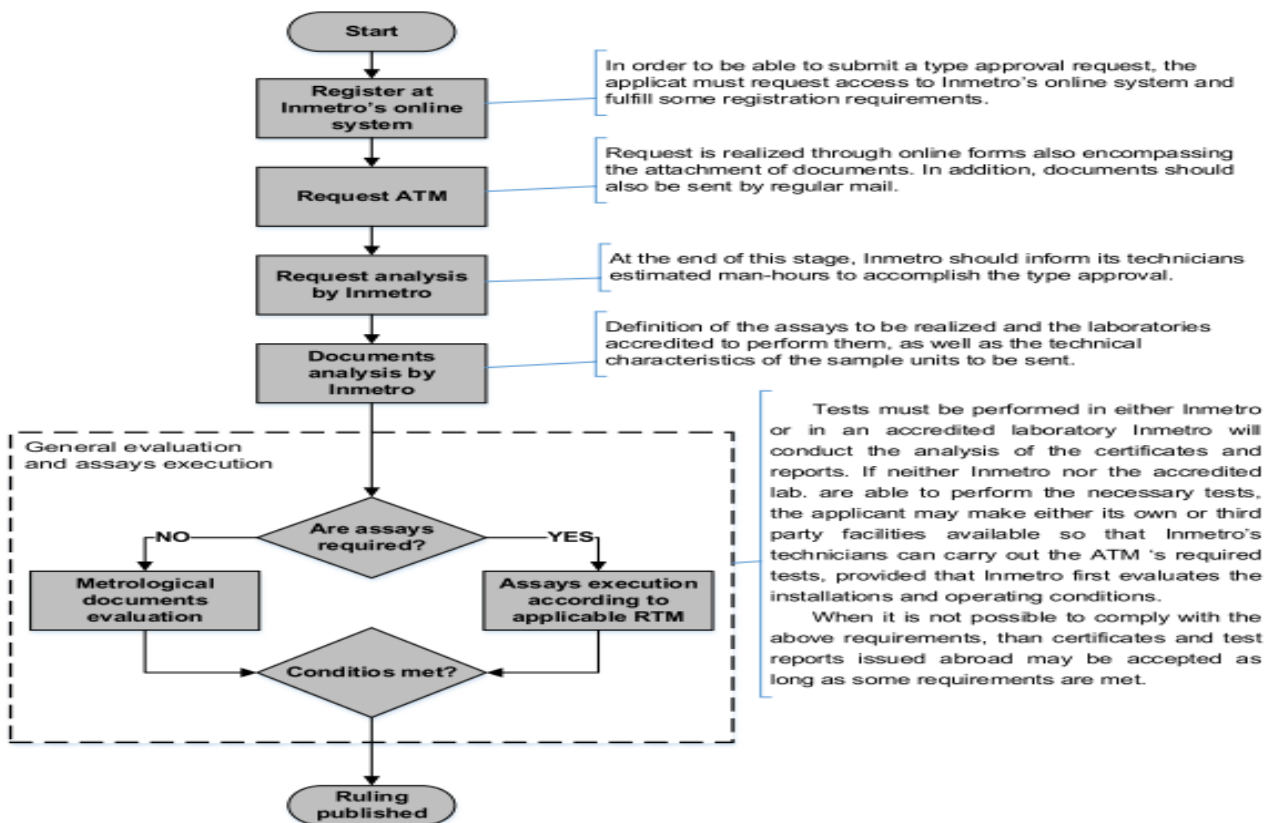 Start
Register at
Inmetro's online
system
In order to be able to submit a type approval request, the
applicat must request access to Inmetro's online system and
fulfill some registration requirements.
Request ATM
Request is realized through online forms also encompassing
the attachment of documents. In addition, documents should
also be sent by regular mail.
Request analysis
by Inmetro
At the end of this stage, Inmetro should inform its technicians
estimated man-hours to accomplish the type approval.
Documents
analysis by
Inmetro
Definition of the assays to be realized and the laboratories
accredited to perform them, as well as the technical
characteristics of the sample units to be sent.
General evaluation
and assays execution
Are assays
required?
NO
YES
Metrological
documents
evaluation
Assays execution
according to
applicable RTM
Conditios met?
Tests must be performed in either Inmetro
or in an accredited laboratory Inmetro will
conduct the analysis of the certificates and
reports. If neither Inmetro nor the accredited
lab. are able to perform the necessary tests,
the applicant may make either its own or third
party facilities available so that Inmetro's
technicians can carry out the ATM 's required
tests, provided that Inmetro first evaluates the
installations and operating conditions.
When it is not possible to comply with the
above requirements, than certificates and test
reports issued abroad may be accepted as
long as some requirements are met.
Ruling
published